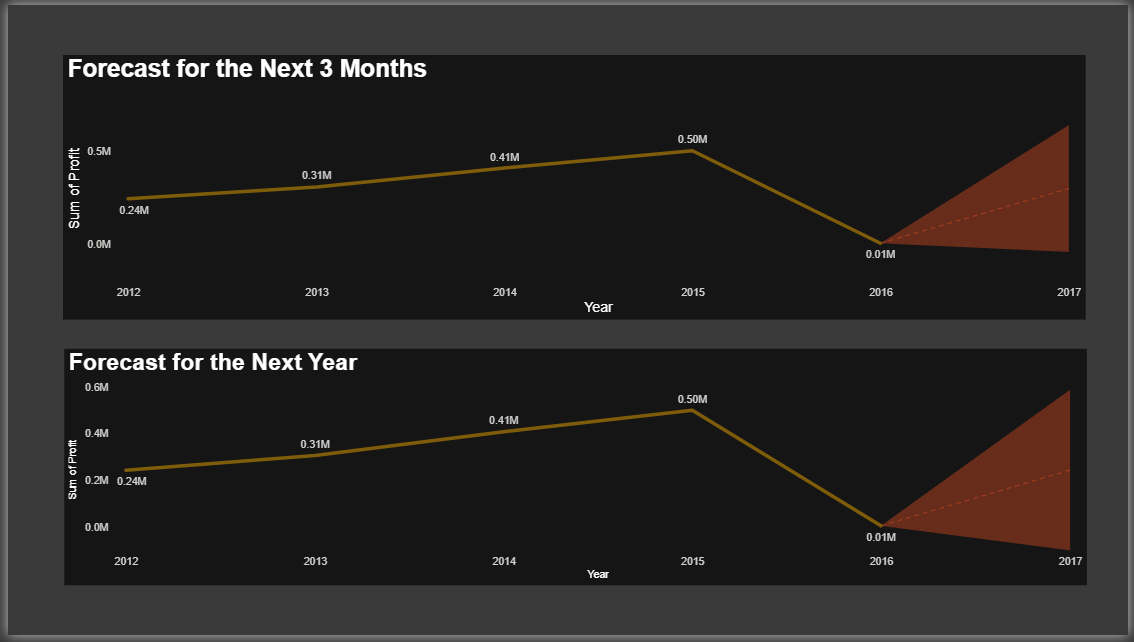 Forecast for the Next 3 Months
Sum of Profit
0.5M
0.0M
0.24M
0.31M
0.41M
0.50M
0.01M
2012 2013 2014 2015 2016 2017
Year
Forecast for the Next Year
Sum of Profit
0.6M
0.4M
0.2M
0.0M
0.24M
0.31M
0.41M
0.50M
0.01M
2012 2013 2014 2015 2016 2017
Year